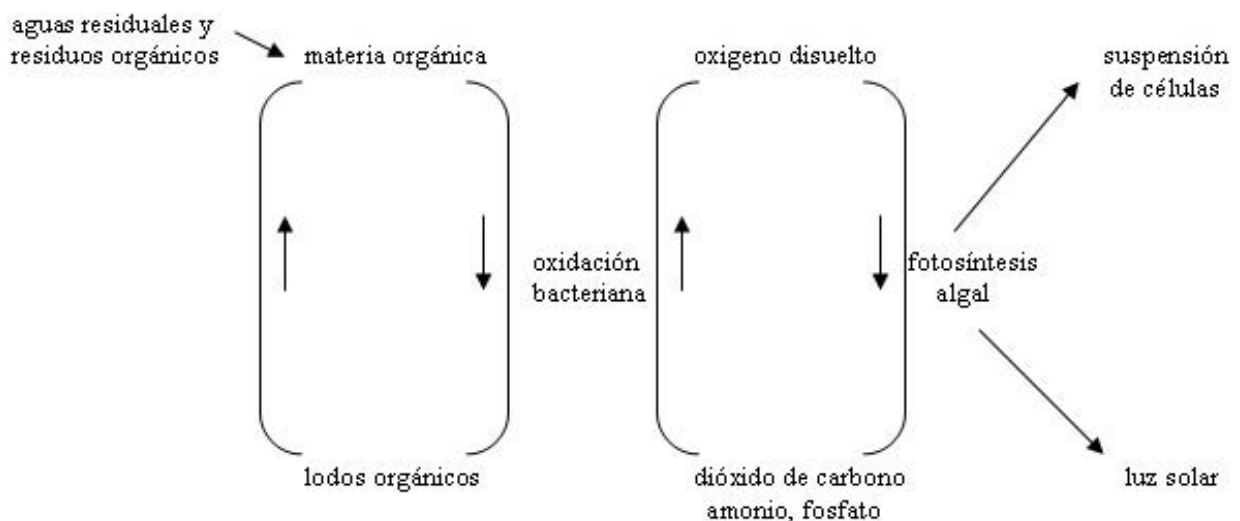 aguas residuales y
residuos orgánicos
materia orgánica
oxigeno disuelto
suspensión
de células
oxidación
bacteriana
fotosíntesis
algal
lodos orgánicos
dióxido de carbono
amonio, fosfato
luz solar